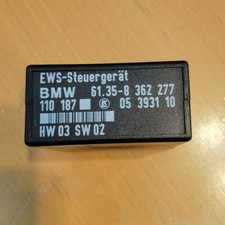 EWS-Steuergerät
BMW 61.35-8 362 277
110 187 05 3931 10
HW 03 SW 02